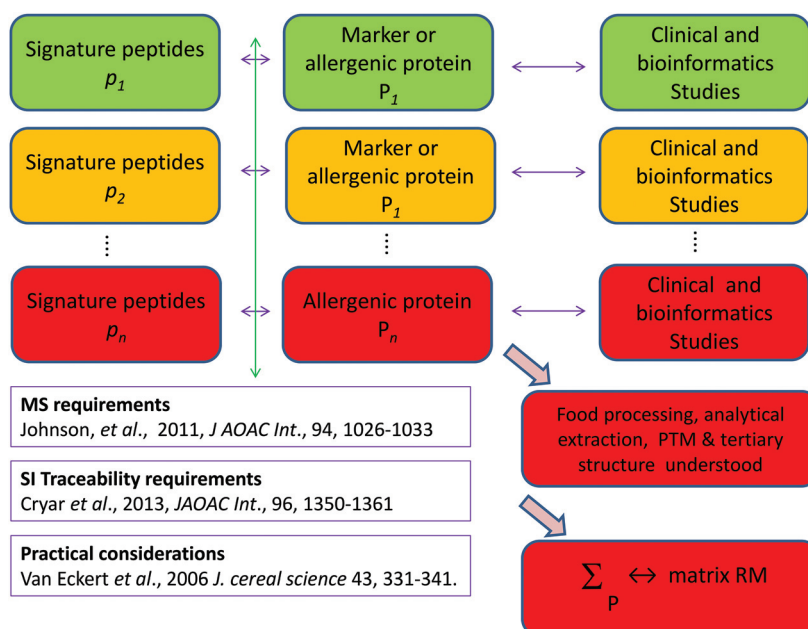 Signature peptides
p1
Marker or
allergenic protein
P1
Clinical and
bioinformatics
Studies
Signature peptides
p2
Marker or
allergenic protein
P1
Clinical and
bioinformatics
Studies
Signature peptides
pn
Allergenic protein
Pn
Clinical and
bioinformatics
Studies
MS requirements
Johnson, et al., 2011, J AOAC Int., 94, 1026-1033
SI Traceability requirements
Cryar et al., 2013, JAOAC Int., 96, 1350-1361
Practical considerations
Van Eckert et al., 2006 J. cereal science 43, 331-341.
Food processing, analytical
extraction, PTM & tertiary
structure understood
∑P ↔ matrix RM